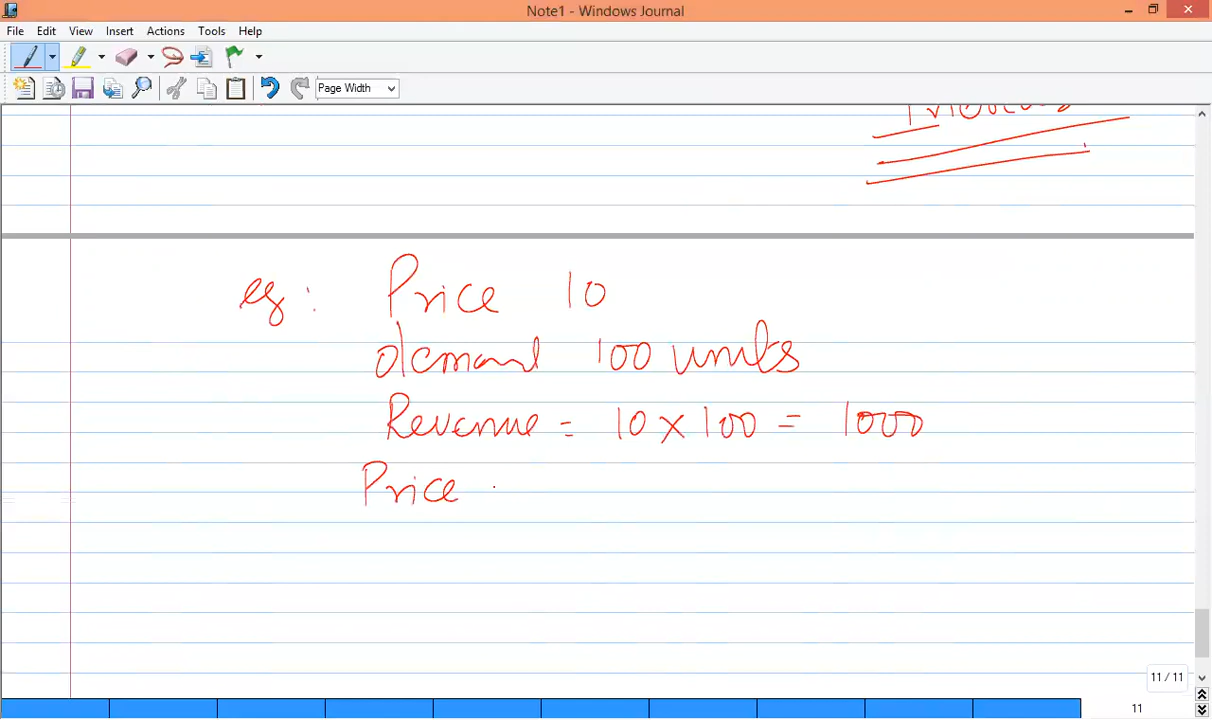 Note1 - Windows Journal
File Edit View Insert Actions Tools Help
Page Width
eg: Price 10
demand 100 units
Revenue = 10 x 100 = 1000
Price
11 / 11
11